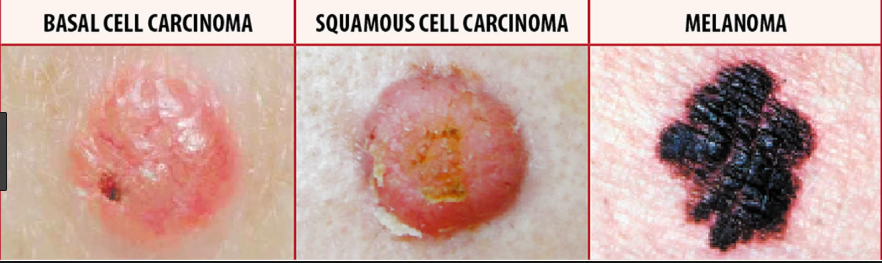 BASAL CELL CARCINOMA
SQUAMOUS CELL CARCINOMA
MELANOMA